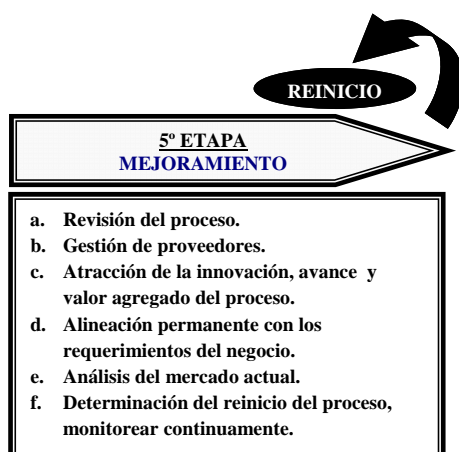 REINICIO
5º ETAPA
MEJORAMIENTO
a. Revisión del proceso.
b. Gestión de proveedores.
c. Atracción de la innovación, avance y
valor agregado del proceso.
d. Alineación permanente con los
requerimientos del negocio.
e. Análisis del mercado actual.
f. Determinación del reinicio del proceso,
monitorear continuamente.